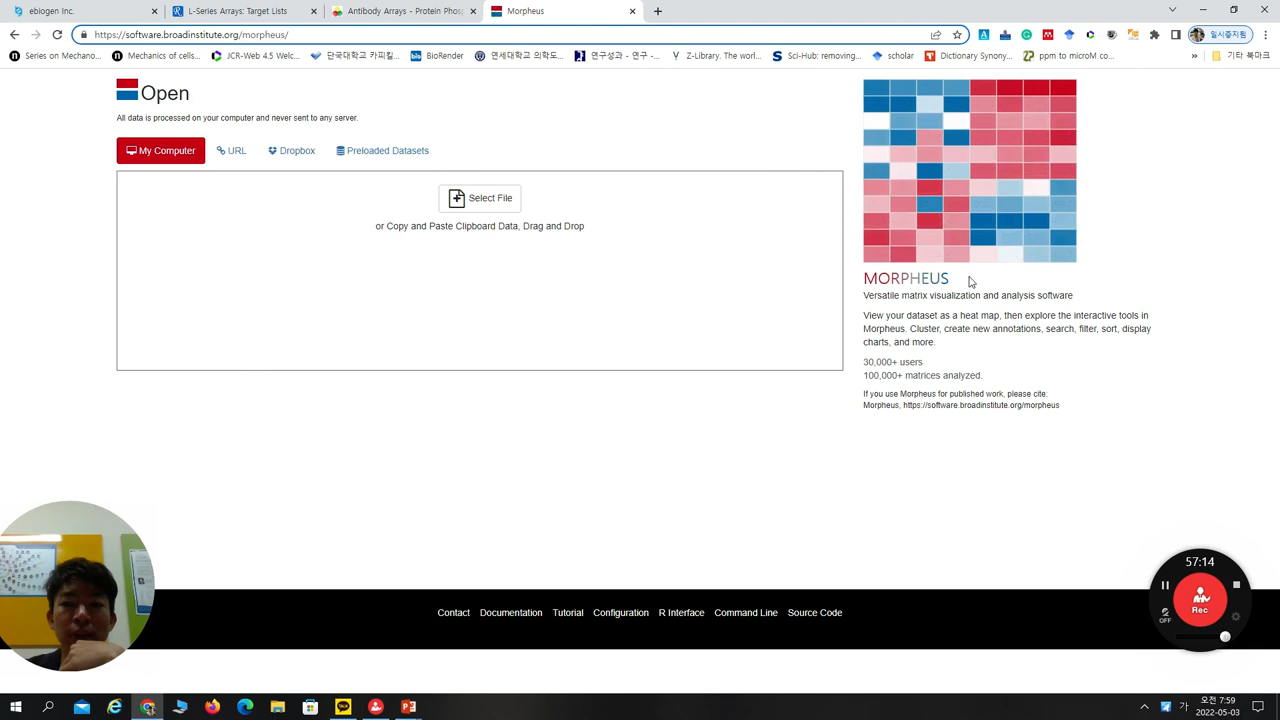 ebiogen Inc.
L-Series Arrays: Target Lists
Antibody Arrays - Protein Phos
Morpheus
https://software.broadinstitute.org/morpheus/
일시중지됨
Series on Mechano...
Mechanics of cells...
JCR-Web 4.5 Welc...
단국대학교 카피킬...
BioRender
연세대학교 의학도...
연구성과 - 연구 -...
Z-Library. The worl...
Sci-Hub: removing...
scholar
Dictionary Synony...
ppm to microM co...
»
기타 북마크
Open
All data is processed on your computer and never sent to any server.
My Computer
URL
Dropbox
Preloaded Datasets
Select File
or Copy and Paste Clipboard Data, Drag and Drop
MORPHEUS
Versatile matrix visualization and analysis software
View your dataset as a heat map, then explore the interactive tools in
Morpheus. Cluster, create new annotations, search, filter, sort, display
charts, and more.
30,000+ users
100,000+ matrices analyzed.
If you use Morpheus for published work, please cite:
Morpheus, https://software.broadinstitute.org/morpheus
57:14
Rec
OFF
Contact Documentation Tutorial Configuration R Interface Command Line Source Code
TALK
가
오전 7:59
2022-05-03